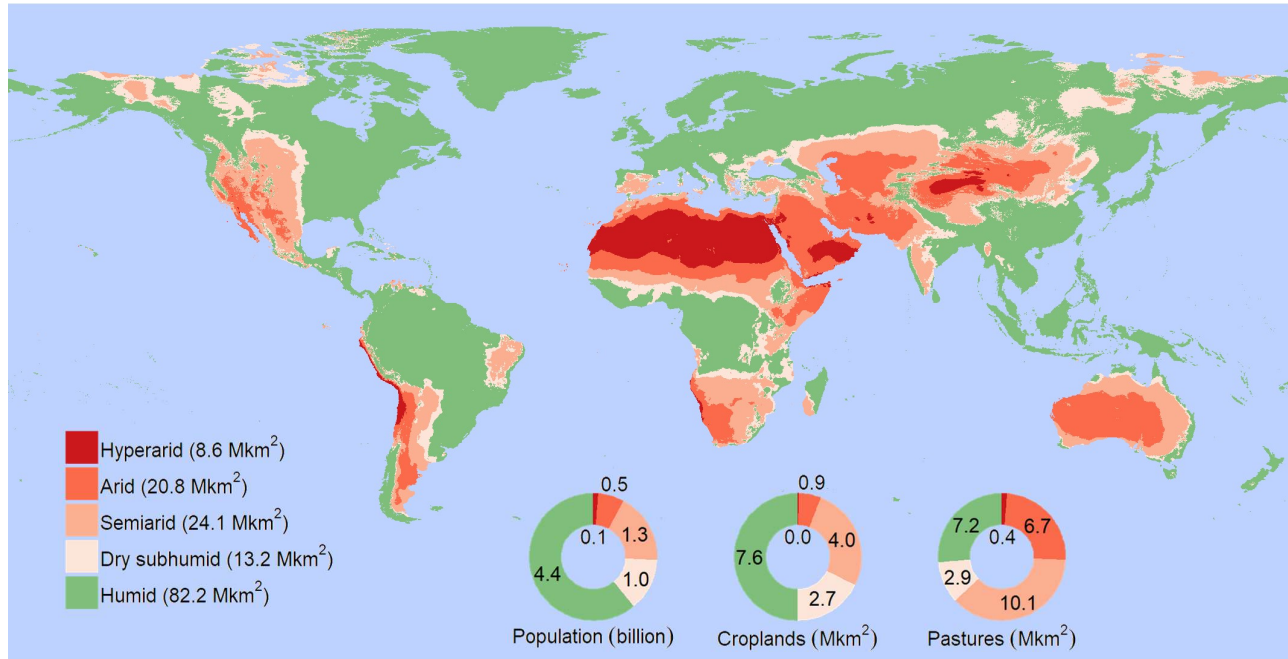 Hyperarid (8.6 Mkm²)
Arid (20.8 Mkm²)
Semiarid (24.1 Mkm²)
Dry subhumid (13.2 Mkm²)
Humid (82.2 Mkm²)
0.5
1.3
0.1
4.4
1.0
Population (billion)
0.9
4.0
0.0
7.6
2.7
Croplands (Mkm²)
7.2
6.7
0.4
2.9
10.1
Pastures (Mkm²)